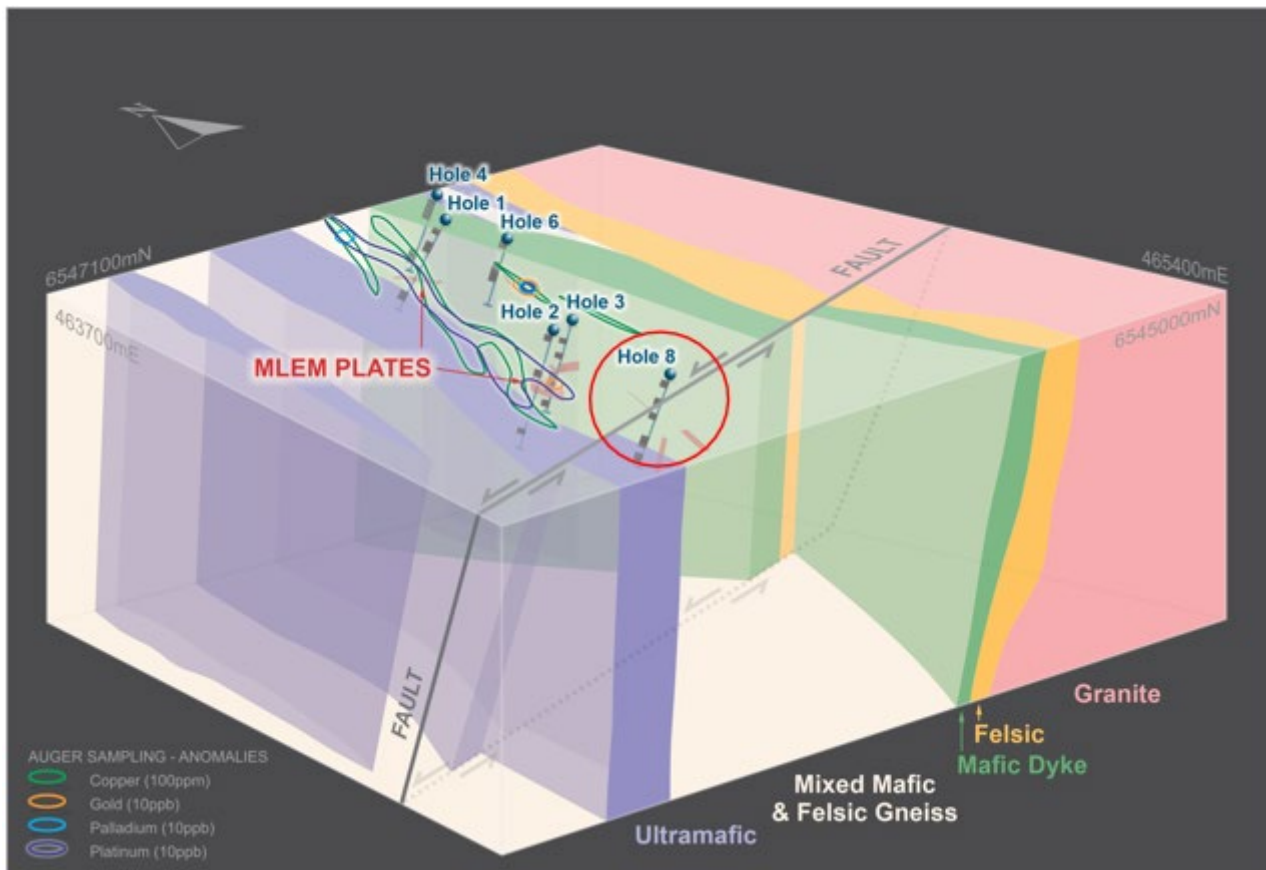 N
Hole 4
Hole 1
Hole 6
6547100mN
463700mE
FAULT
465400mE
6545000mN
Hole 2
Hole 3
MLEM PLATES
Hole 8
FAULT
Granite
Felsic
Mafic Dyke
Mixed Mafic
& Felsic Gneiss
Ultramafic
AUGER SAMPLING - ANOMALIES
Copper (100ppm)
Gold (10ppb)
Palladium (10ppb)
Platinum (10ppb)